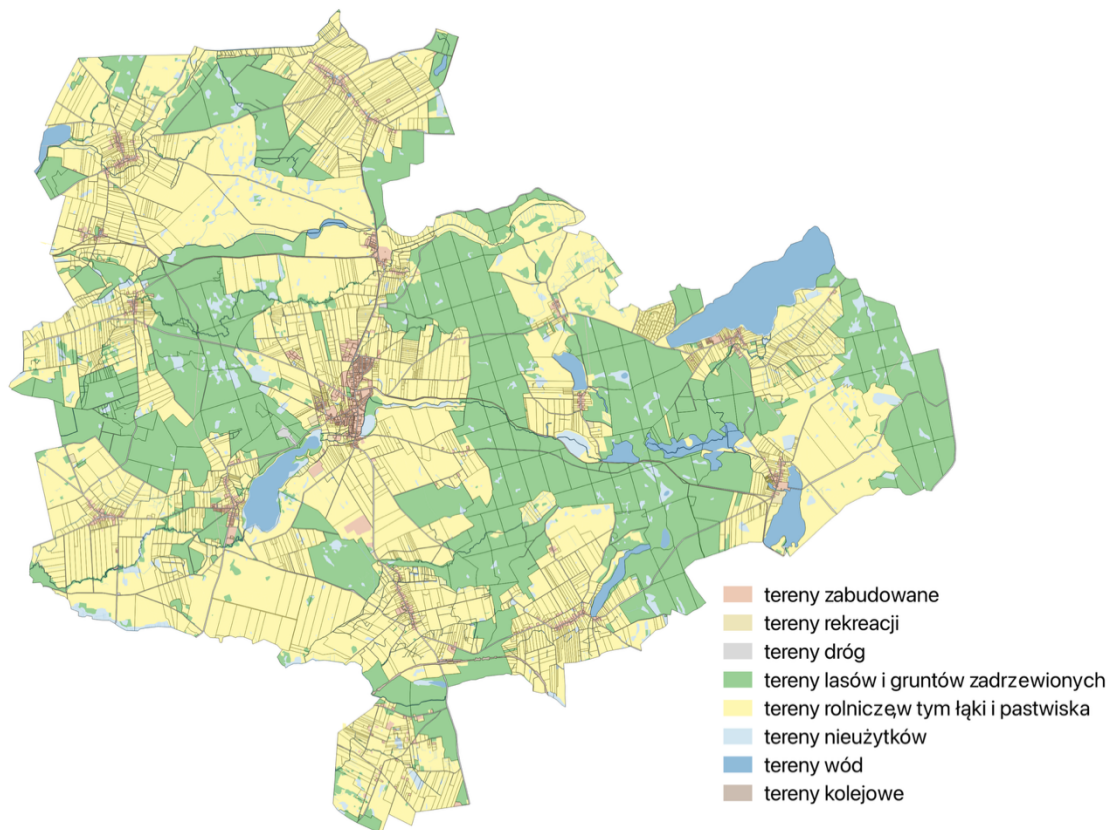 tereny zabudowane
tereny rekreacji
tereny dróg
tereny lasów i gruntów zadrzewionych
tereny rolnicze,w tym łąki i pastwiska
tereny nieużytków
tereny wód
tereny kolejowe